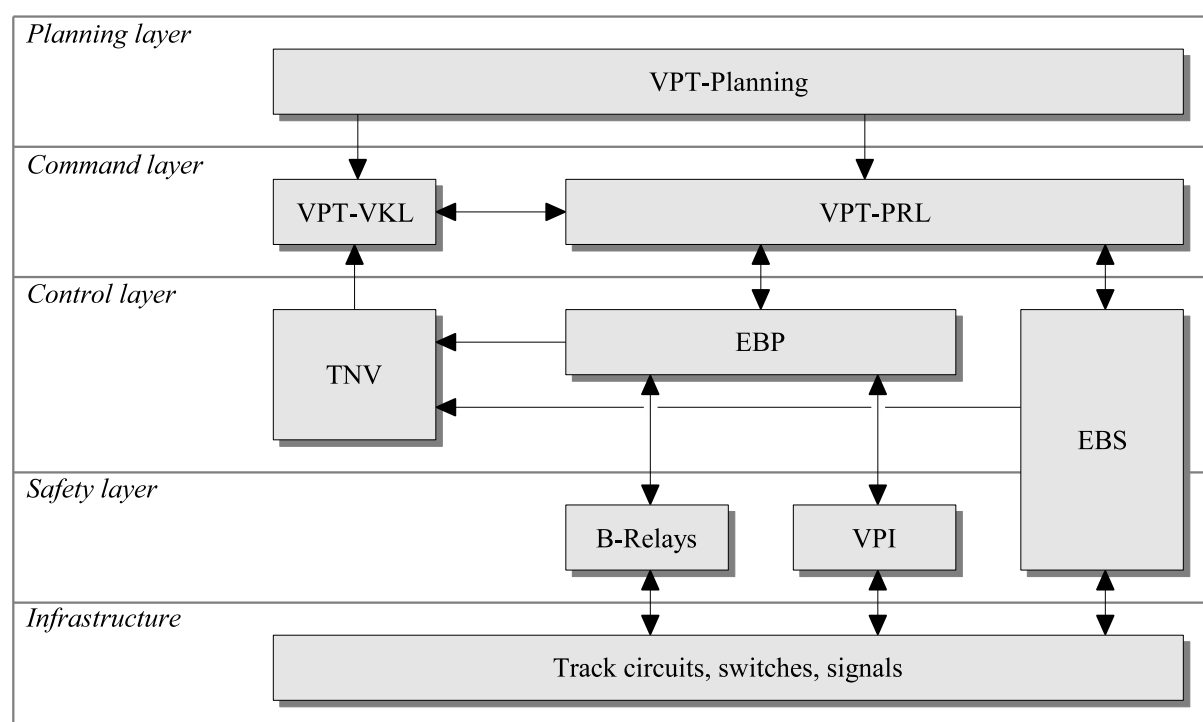 Planning layer
VPT-Planning
Command layer
VPT-VKL
VPT-PRL
Control layer
EBP
TNV
EBS
Safety layer
B-Relays
VPI
Infrastructure
Track circuits, switches, signals